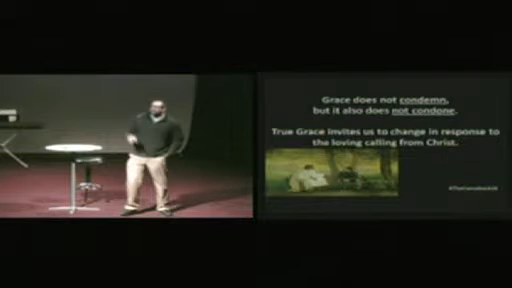 Grace does not condemn,
but it also does not condone.
True Grace invites us to change in response to
the loving calling from Christ.